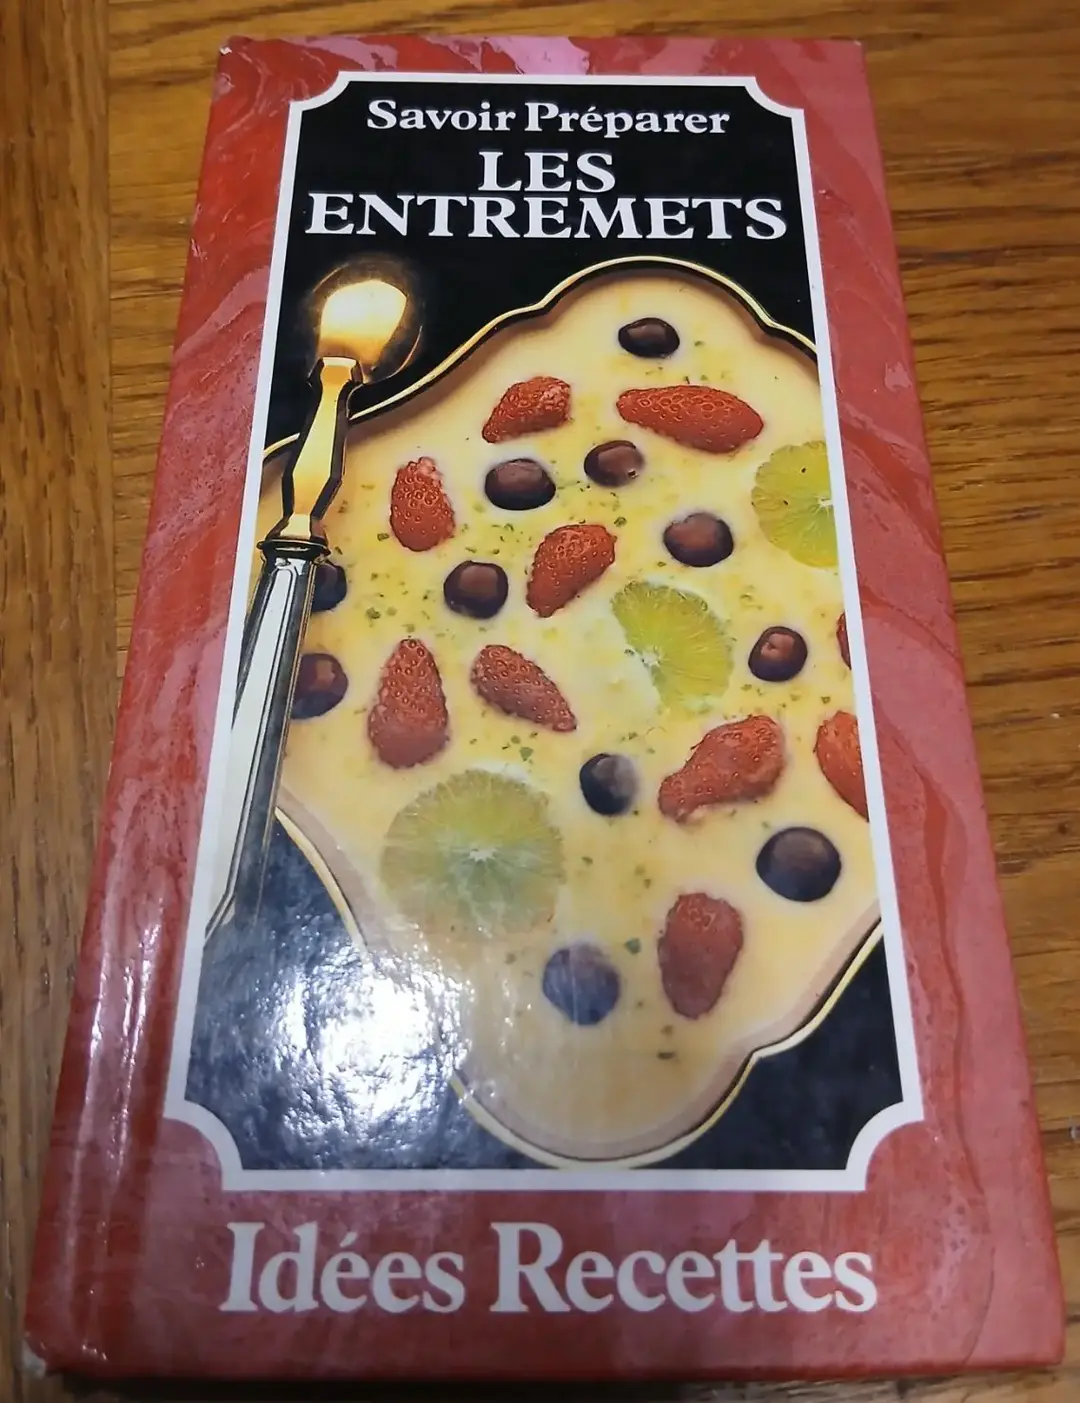 Savoir Préparer
LES
ENTREMETS
Idées Recettes